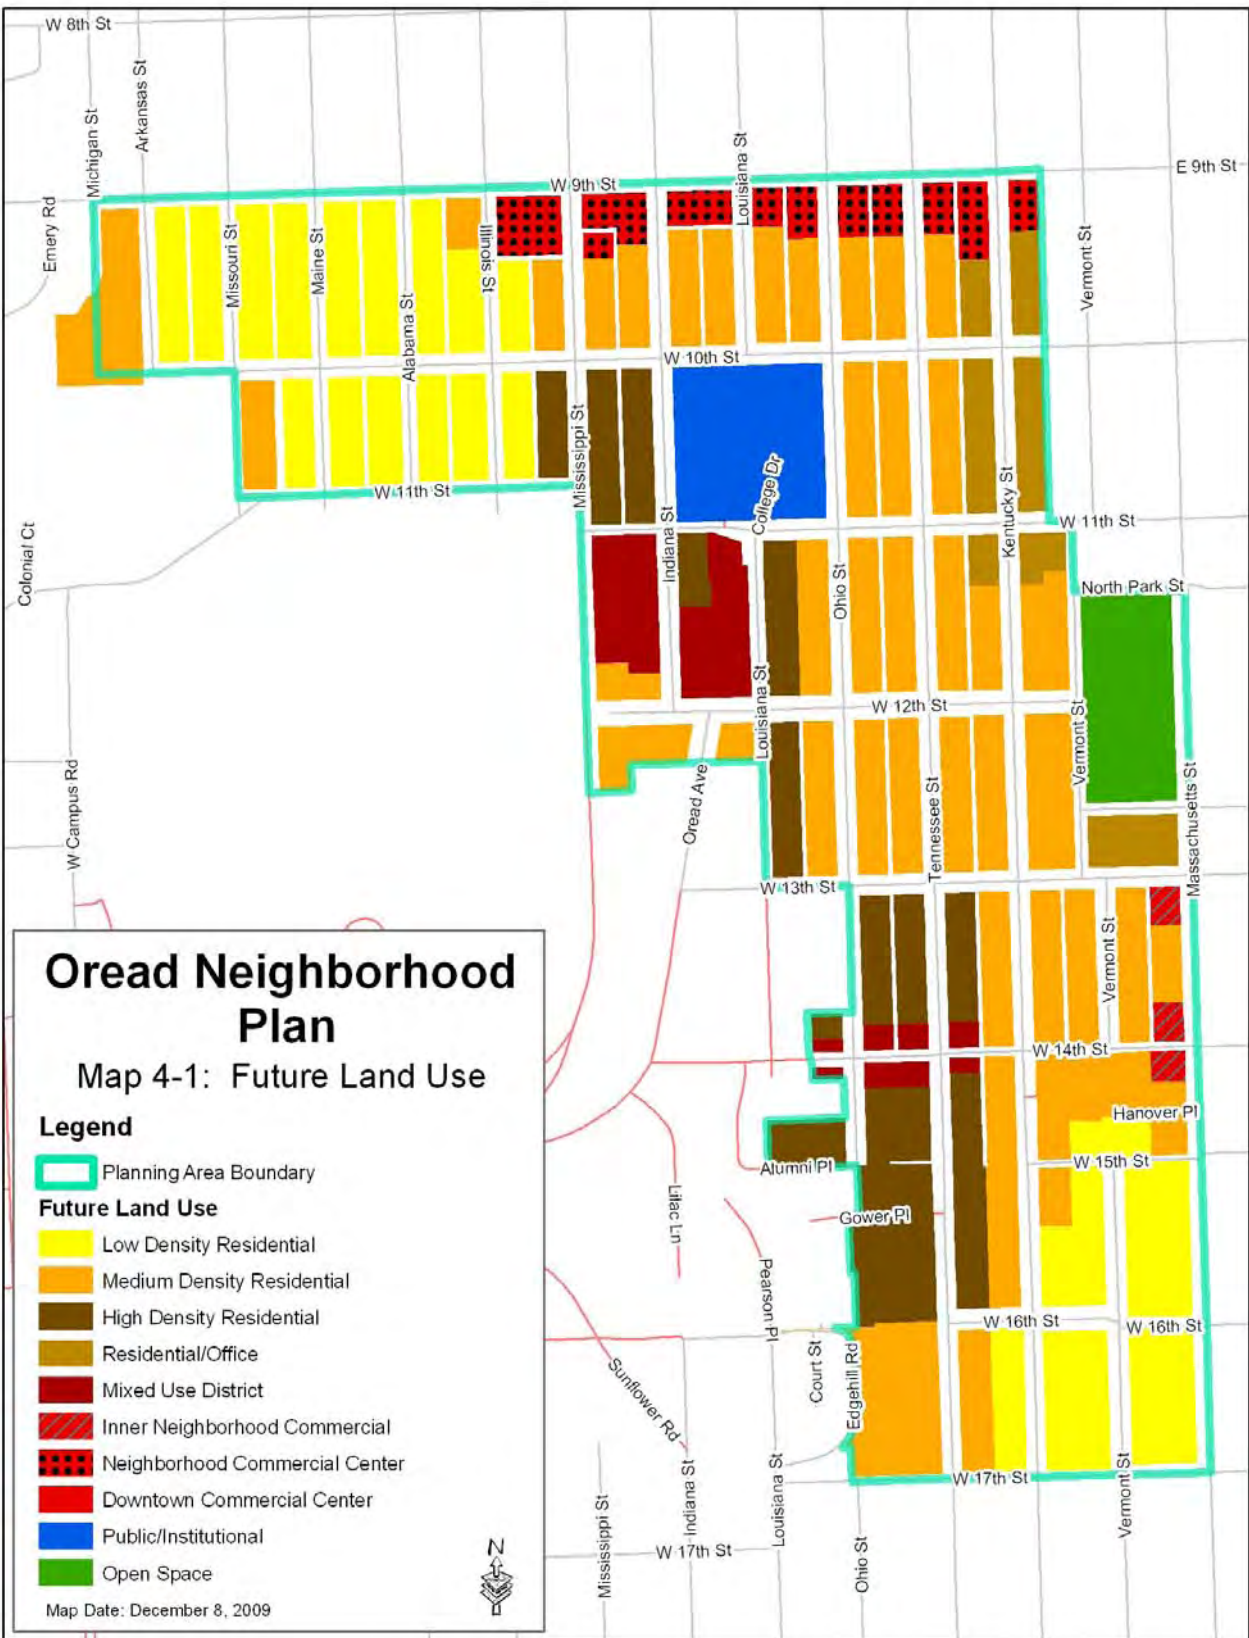 W 8th St
Michigan St
Arkansas St
Louisiana St
E 9th St
W 9th St
Emery Rd
Missouri St
Maine St
Illinois St
Vermont St
Alabama St
W 10th St
Mississippi St
College Dr
W 11th St
Kentucky St
W 11th St
Indiana St
Colonial Ct
Ohio St
North Park St
Louisiana St
W 12th St
Vermont St
W Campus Rd
Oread Ave
Tennessee St
Massachusetts St
W 13th St
Vermont St
W 14th St
Hanover Pl
W 15th St
Alumni Pl
Lilac Ln
Gower Pl
Pearson Pl
W 16th St
W 16th St
Court St
Edgehill Rd
Sunflower Rd
W 17th St
Mississippi St
Indiana St
Louisiana St
Vermont St
W 17th St
Ohio St
Oread Neighborhood
Plan
Map 4-1: Future Land Use
Legend
Planning Area Boundary
Future Land Use
Low Density Residential
Medium Density Residential
High Density Residential
Residential/Office
Mixed Use District
Inner Neighborhood Commercial
Neighborhood Commercial Center
Downtown Commercial Center
Public/Institutional
Open Space
N
Map Date: December 8, 2009